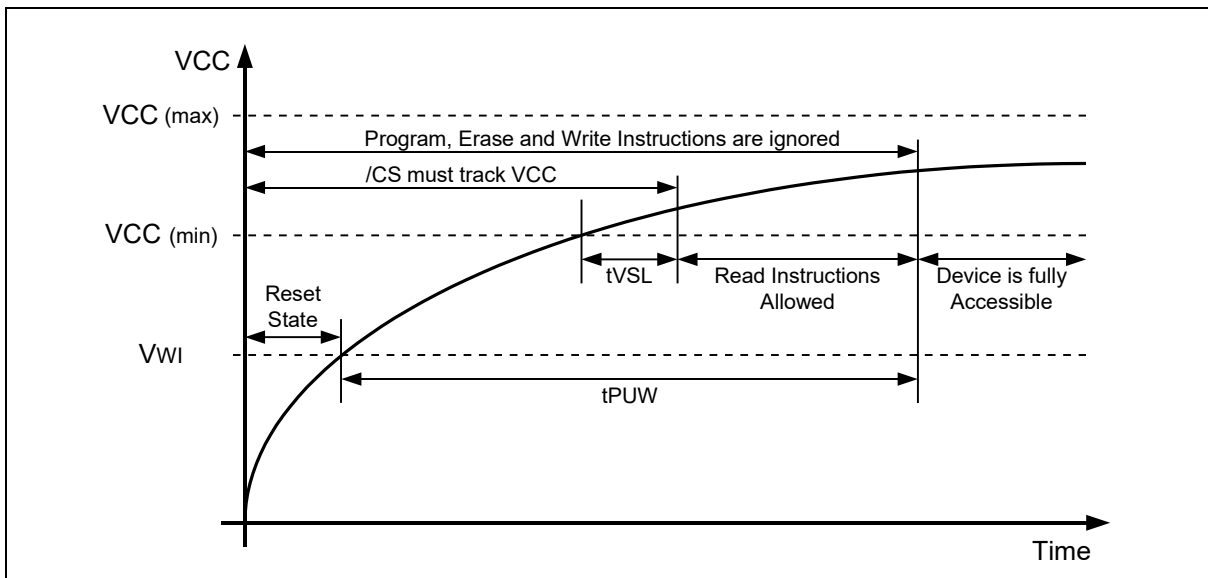 VCC
VCC (max)
Program, Erase and Write Instructions are ignored
/CS must track VCC
VCC (min)
tVSL
Read Instructions
Allowed
Device is fully
Accessible
Reset
State
VWI
tPUW
Time